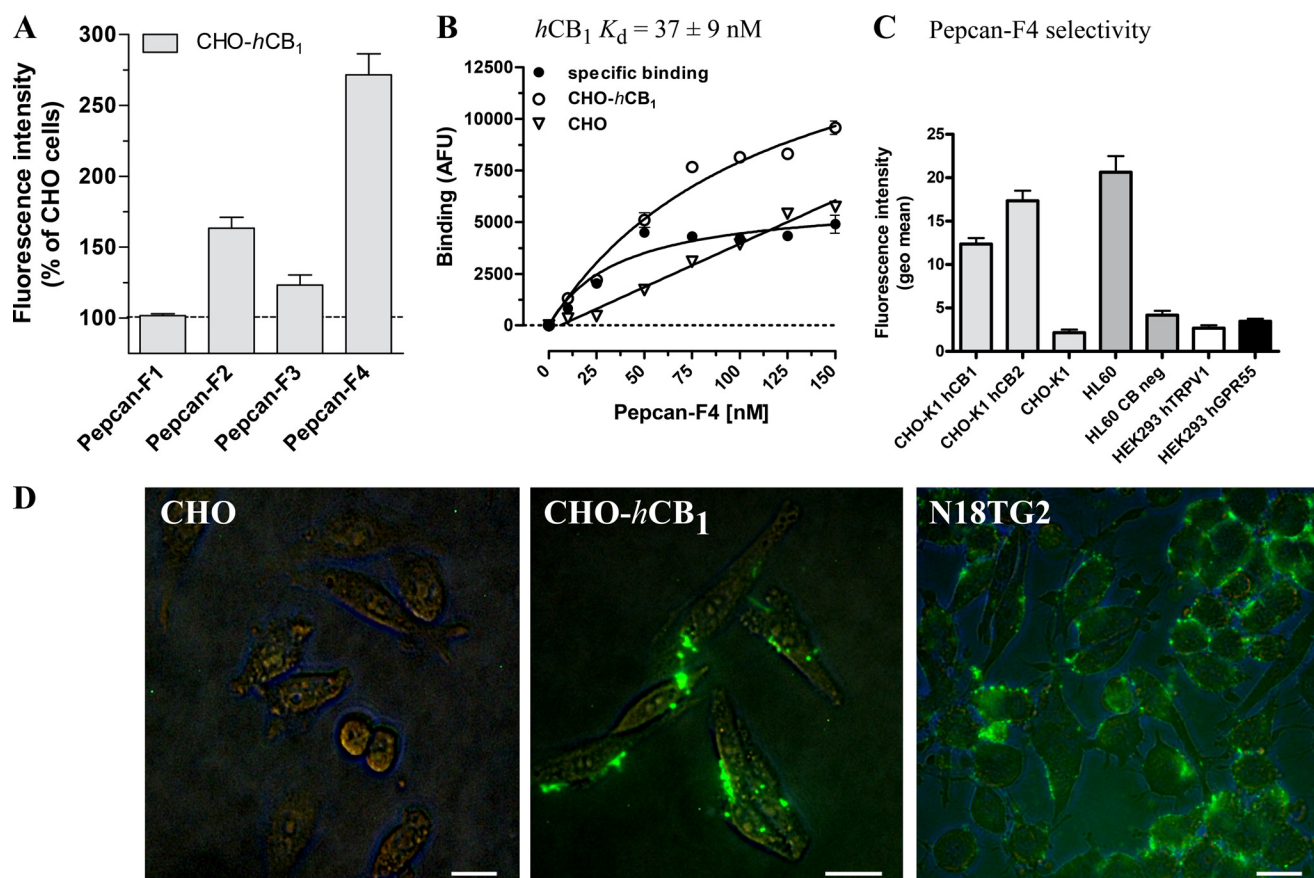 A
CHO-hCB1
Fluorescence intensity
(% of CHO cells)
300
250
200
150
100
Pepcan-F1
Pepcan-F2
Pepcan-F3
Pepcan-F4
B
hCB1 Kd = 37 ± 9 nM
specific binding
CHO-hCB1
CHO
Binding (AFU)
12500
10000
7500
5000
2500
0
0
25
50
75
100
125
150
Pepcan-F4 [nM]
C
Pepcan-F4 selectivity
Fluorescence intensity
(geo mean)
25
20
15
10
5
0
CHO-K1 hCB1
CHO-K1 hCB2
CHO-K1
HL60
HL60 CB neg
HEK293 hTRPV1
HEK293 hGPR55
D
CHO
CHO-hCB1
N18TG2